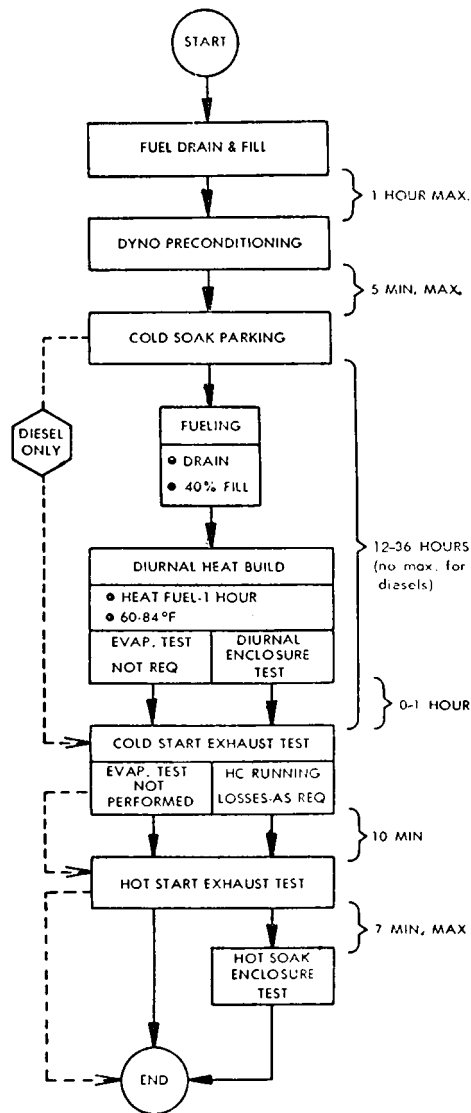 START
FUEL DRAIN & FILL
1 HOUR MAX.
DYNO PRECONDITIONING
5 MIN. MAX.
COLD SOAK PARKING
DIESEL
ONLY
FUELING
• DRAIN
• 40% FILL
12-36 HOURS
(no max. for
diesels)
DIURNAL HEAT BUILD
• HEAT FUEL-1 HOUR
• 60-84°F
EVAP. TEST
NOT REQ
DIURNAL
ENCLOSURE
TEST
0-1 HOUR
COLD START EXHAUST TEST
EVAP. TEST
NOT
PERFORMED
HC RUNNING
LOSSES-AS REQ
10 MIN
HOT START EXHAUST TEST
7 MIN. MAX
HOT SOAK
ENCLOSURE
TEST
END